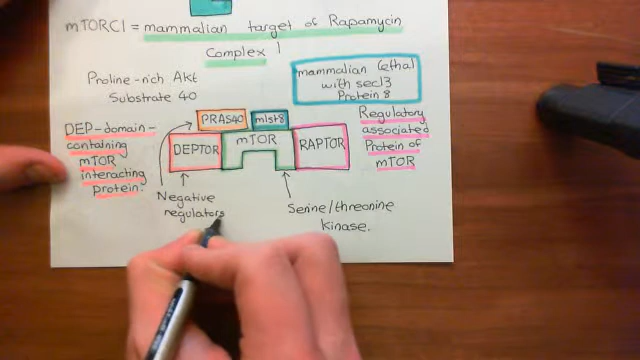 mTORC1 = mammalian target of Rapamycin
Complex 1
Proline-rich Akt
Substrate 40
mammalian lethal
with sec13
Protein 8
DEP-domain-
containing
mTOR
interacting
protein.
PRAS40
mlst8
DEPTOR
mTOR
RAPTOR
Regulatory
associated
Protein of
mTOR
Negative
regulators
Serine/threonine
kinase.